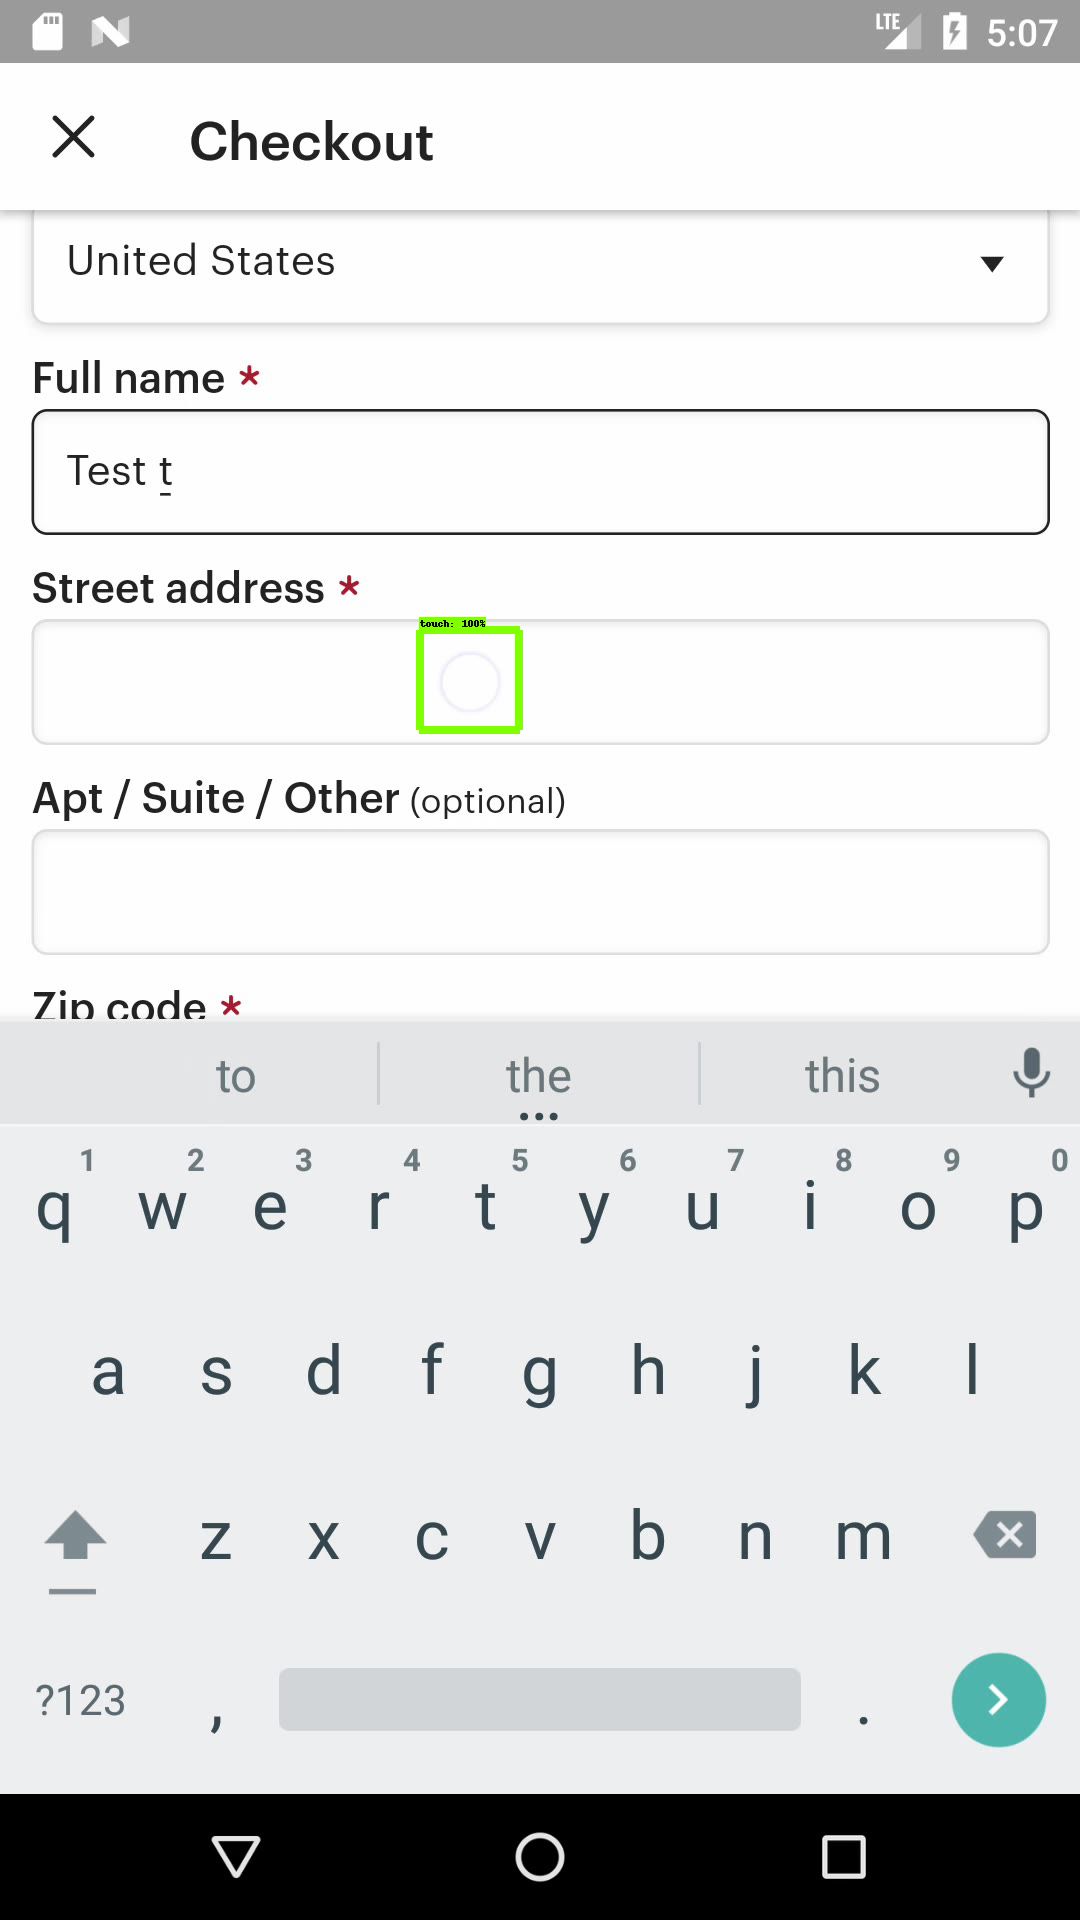 LTE 5:07
Checkout
United States
Full name *
Test t
Street address *
touch: 100%
Apt / Suite / Other (optional)
Zip code *
to the this
1 2 3 4 5 6 7 8 9 0
q w e r t y u i o p
a s d f g h j k l
z x c v b n m
?123 , .